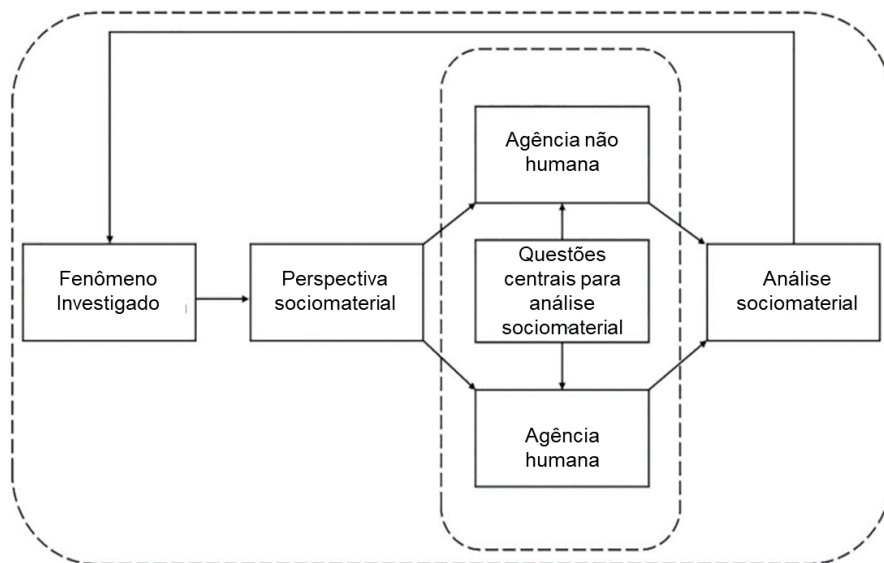 Agência não
humana
Fenômeno
Investigado
Perspectiva
sociomaterial
Questões
centrais para
análise
sociomaterial
Análise
sociomaterial
Agência
humana